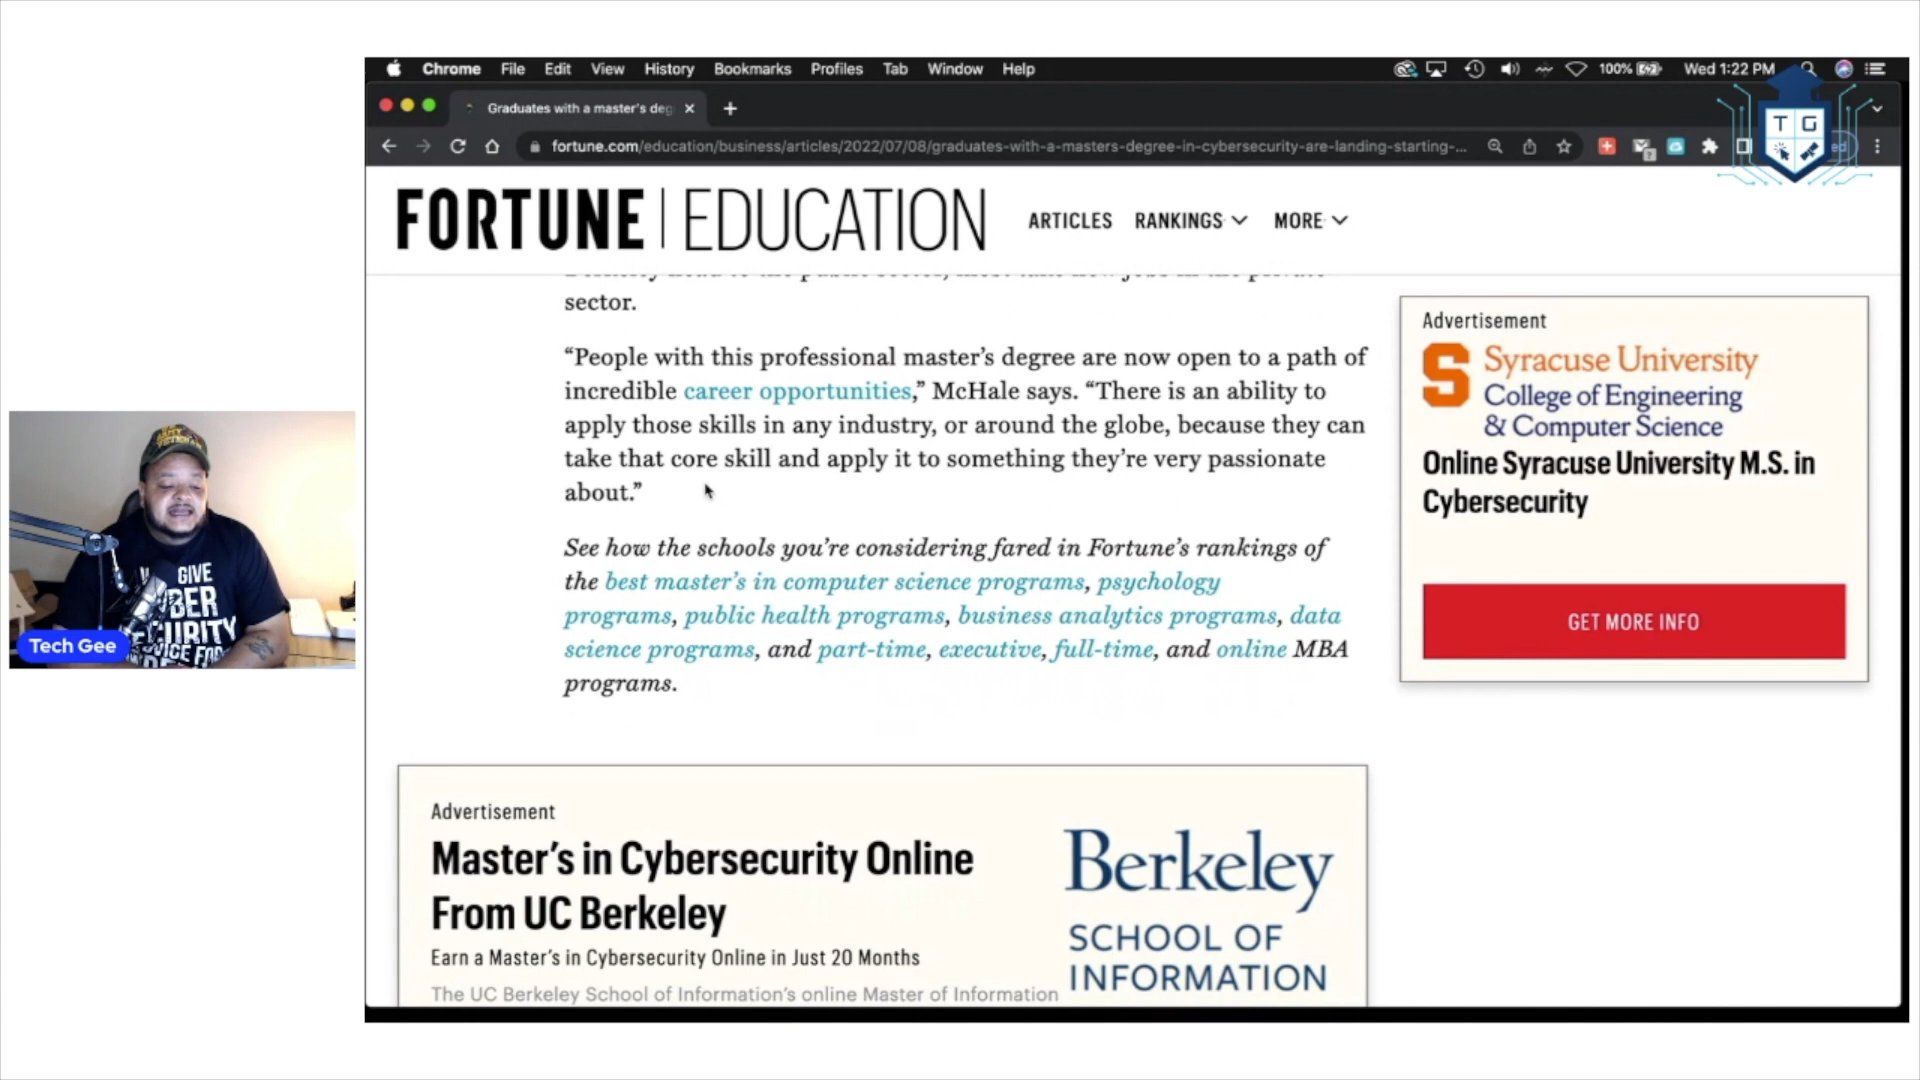 Chrome File Edit View History Bookmarks Profiles Tab Window Help
100% Wed 1:22 PM
Graduates with a master's deg
fortune.com/education/business/articles/2022/07/08/graduates-with-a-masters-degree-in-cybersecurity-are-landing-starting-...
T G
FORTUNE | EDUCATION
ARTICLES RANKINGS MORE
sector.
“People with this professional master’s degree are now open to a path of
incredible career opportunities,” McHale says. “There is an ability to
apply those skills in any industry, or around the globe, because they can
take that core skill and apply it to something they’re very passionate
about.”
See how the schools you’re considering fared in Fortune’s rankings of
the best master’s in computer science programs, psychology
programs, public health programs, business analytics programs, data
science programs, and part-time, executive, full-time, and online MBA
programs.
Advertisement
S Syracuse University
College of Engineering
& Computer Science
Online Syracuse University M.S. in
Cybersecurity
GET MORE INFO
GIVE
Tech Gee
Advertisement
Master’s in Cybersecurity Online
From UC Berkeley
Earn a Master’s in Cybersecurity Online in Just 20 Months
The UC Berkeley School of Information’s online Master of Information
Berkeley
SCHOOL OF
INFORMATION